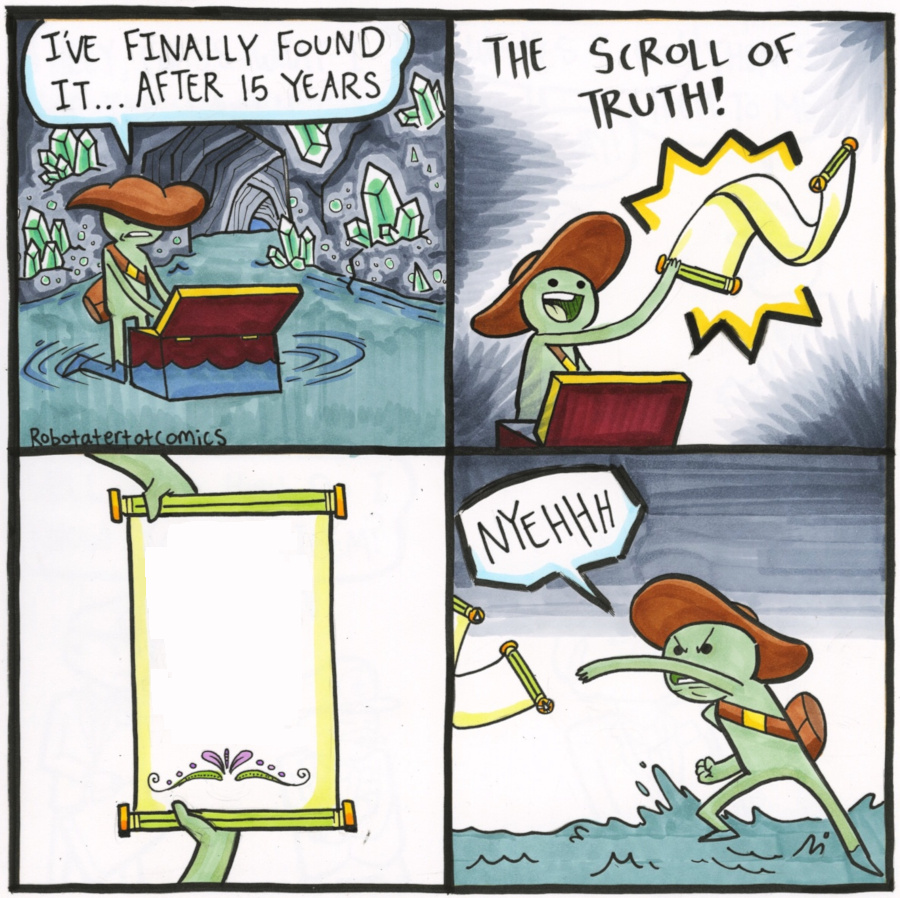 I'VE FINALLY FOUND
IT... AFTER 15 YEARS
Robotatertotcomics
THE SCROLL OF
TRUTH!
NYEHHH